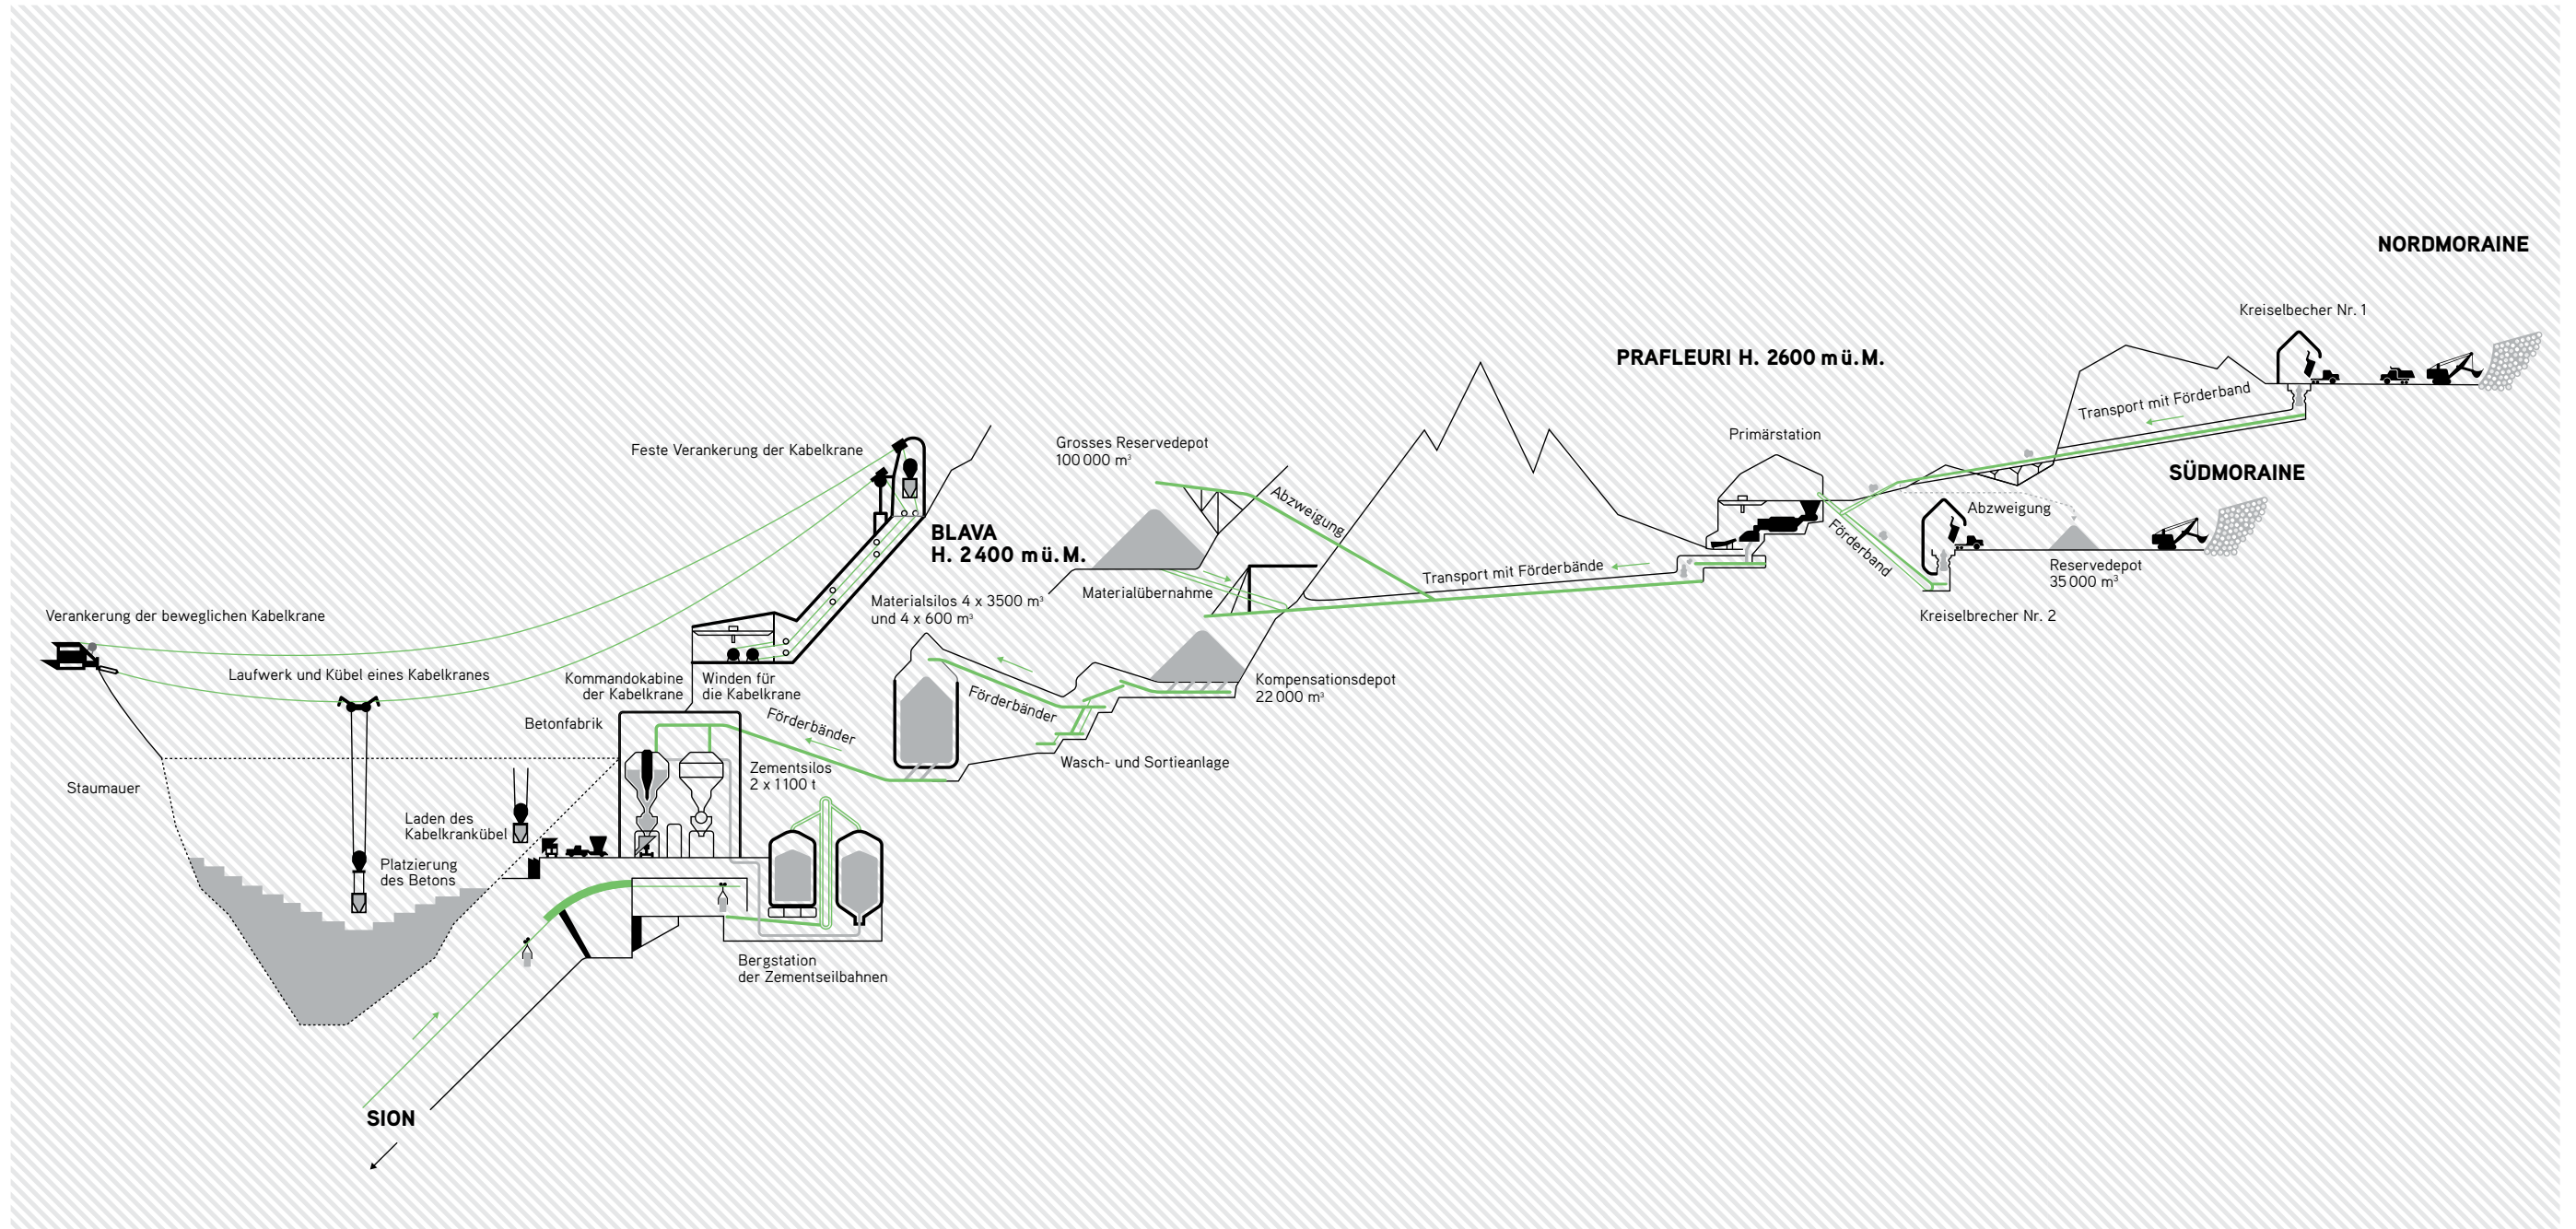 NORDMORAINE
Kreiselbecher Nr. 1
PRAFLEURI H. 2600 mü.M.
Transport mit Förderband
Primärstation
SÜDMORAINE
Abzweigung
Förderband
Reservedepot
35 000 m³
Kreiselbrecher Nr. 2
Feste Verankerung der Kabelkrane
Grosses Reservedepot
100 000 m³
Abzweigung
BLAVA
H. 2400 mü.M.
Transport mit Förderbände
Materialübernahme
Materialsilos 4 x 3500 m³
und 4 x 600 m³
Verankerung der beweglichen Kabelkrane
Laufwerk und Kübel eines Kabelkranes
Kommandokabine
der Kabelkrane
Winden für
die Kabelkrane
Kompensationsdepot
22 000 m³
Förderbänder
Betonfabrik
Förderbänder
Wasch- und Sortieanlage
Zementsilos
2 x 1100 t
Staumauer
Laden des
Kabelkrankübel
Platzierung
des Betons
Bergstation
der Zementseilbahnen
SION